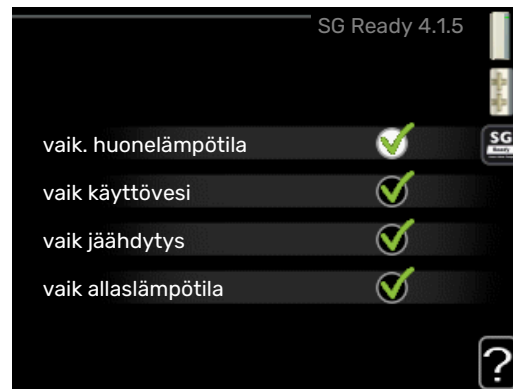 SG Ready 4.1.5
vaik. huonelämpötila
SG
Ready
vaik käyttövesi
vaik jäähdytys
vaik allaslämpötila
?